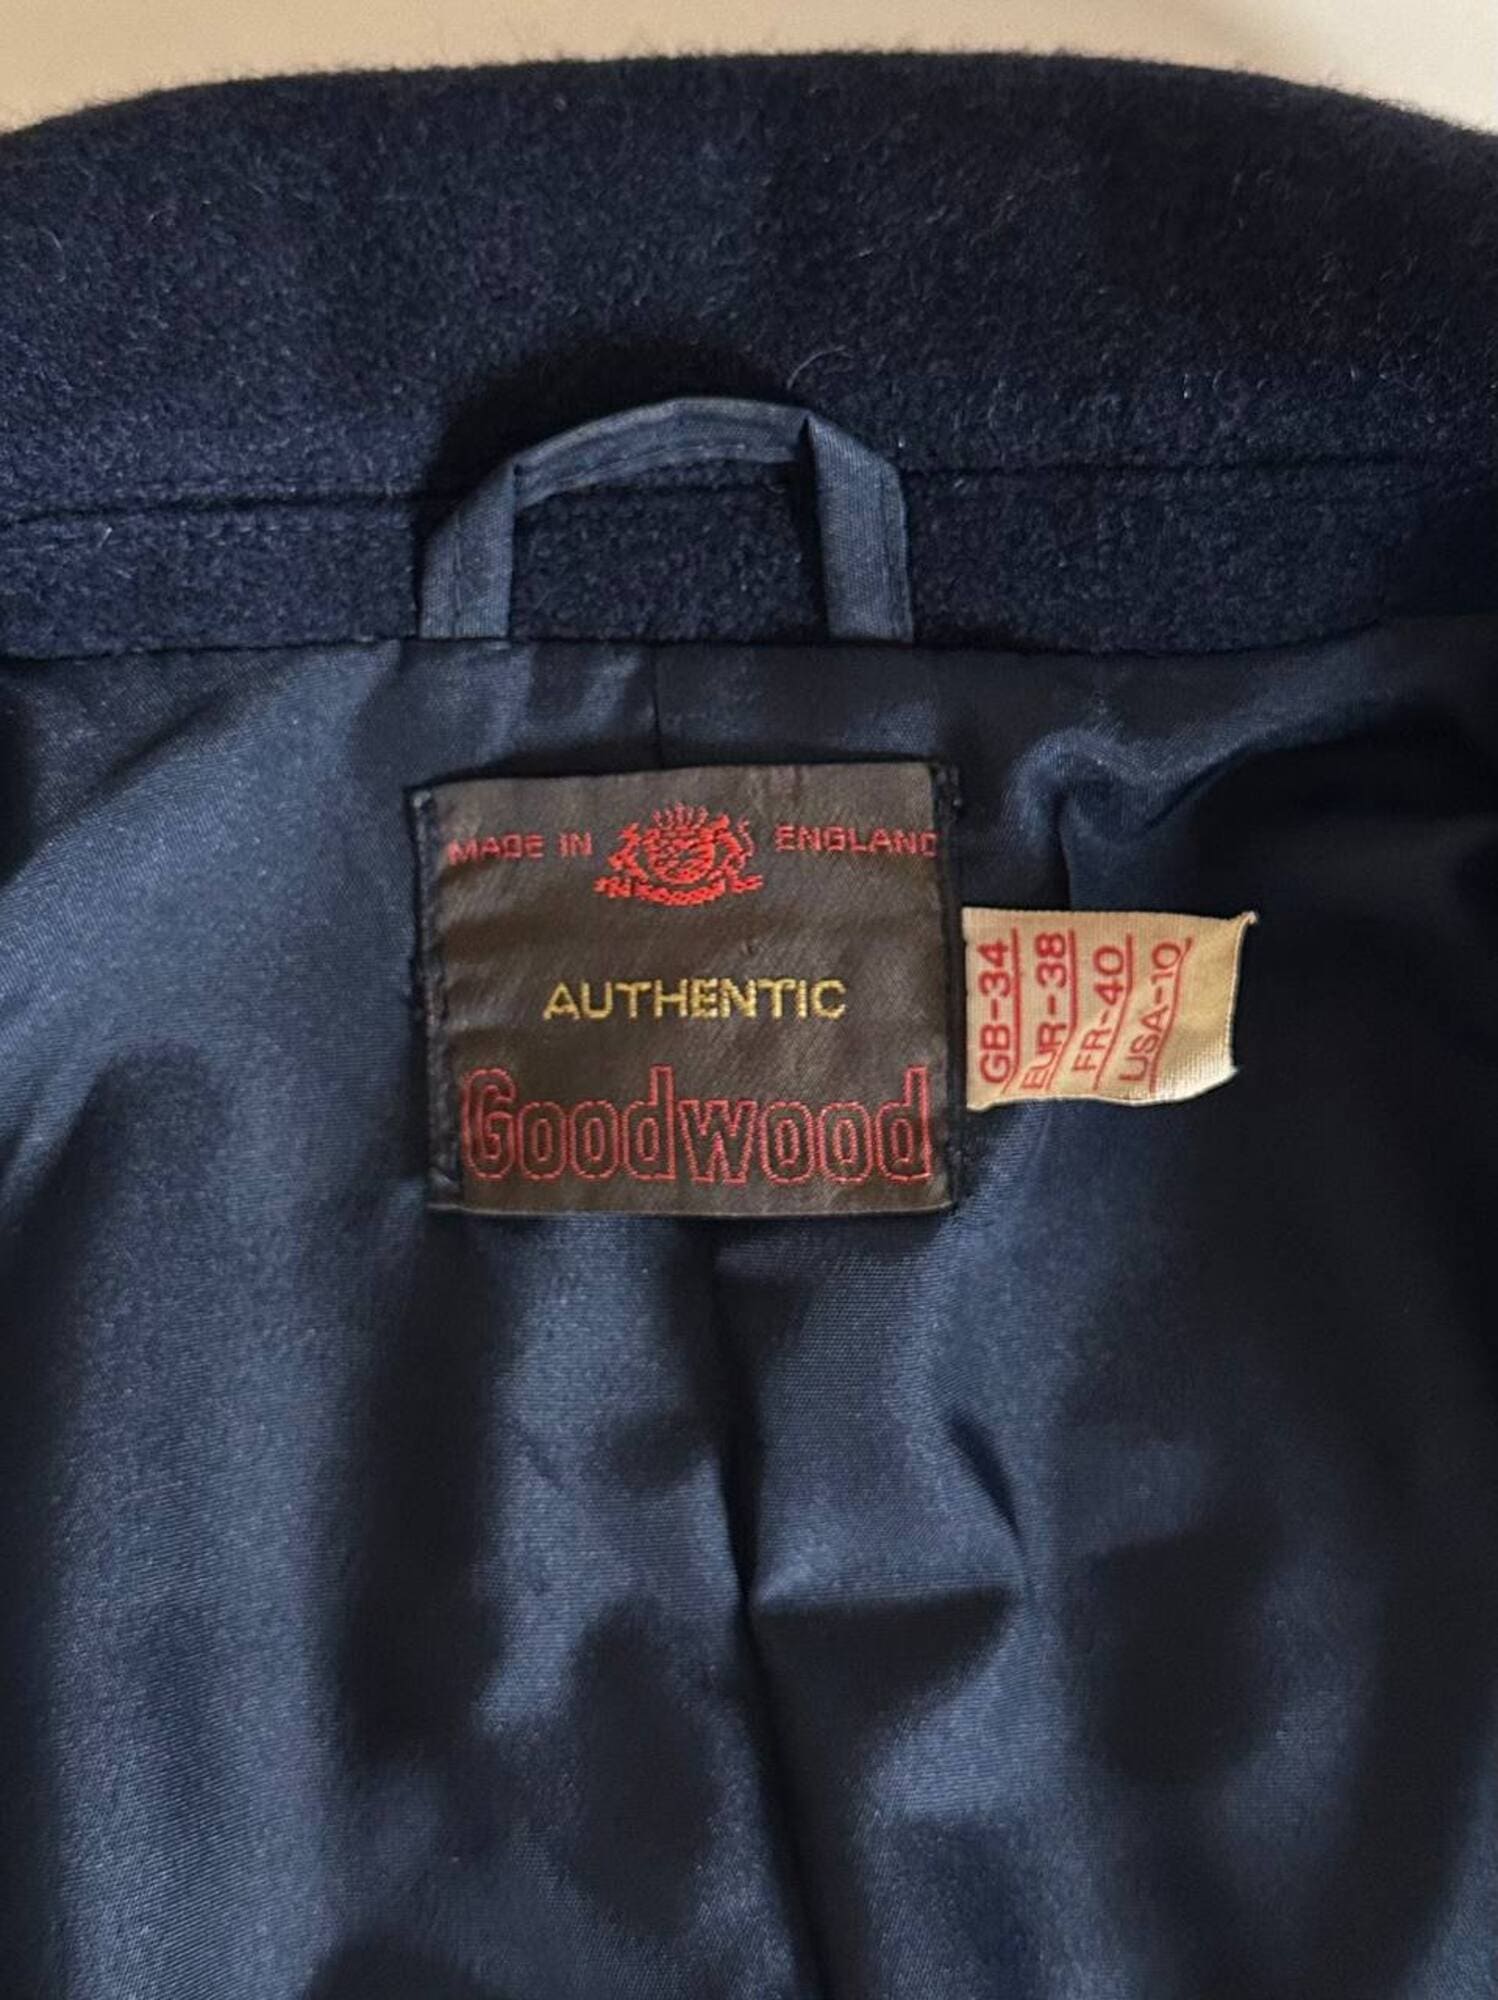 MADE IN ENGLAND
AUTHENTIC
Goodwood
GB-34
EUR-38
FR-40
USA-10